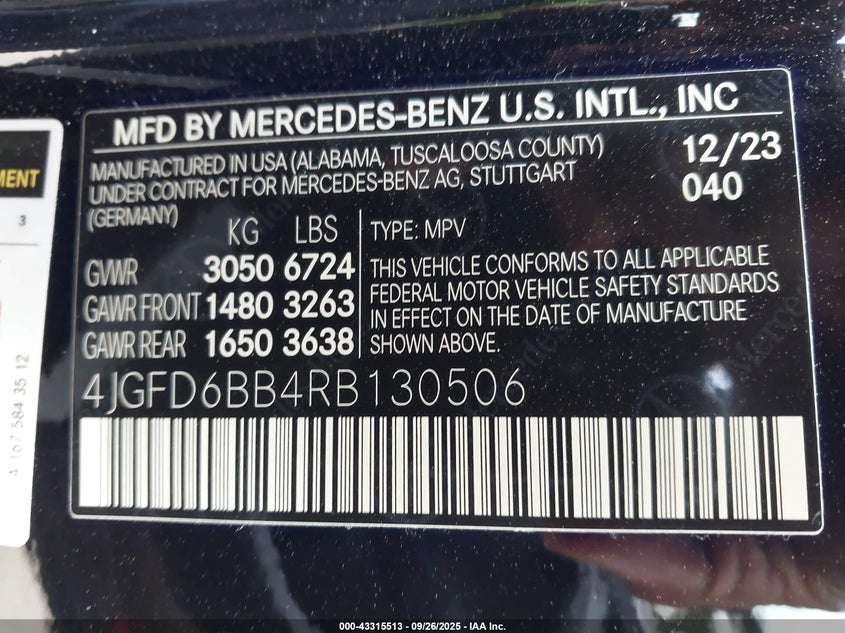 MFD BY MERCEDES-BENZ U.S. INTL., INC
MANUFACTURED IN USA (ALABAMA, TUSCALOOSA COUNTY)
UNDER CONTRACT FOR MERCEDES-BENZ AG, STUTTGART
(GERMANY)
12/23
040
KG LBS
GVWR 3050 6724
GAWR FRONT 1480 3263
GAWR REAR 1650 3638
TYPE: MPV
THIS VEHICLE CONFORMS TO ALL APPLICABLE
FEDERAL MOTOR VEHICLE SAFETY STANDARDS
IN EFFECT ON THE DATE OF MANUFACTURE
SHOWN ABOVE.
4JGFD6BB4RB130506
MENT
3
A 167 584 35 12
000-43315513 - 09/26/2025 - IAA Inc.